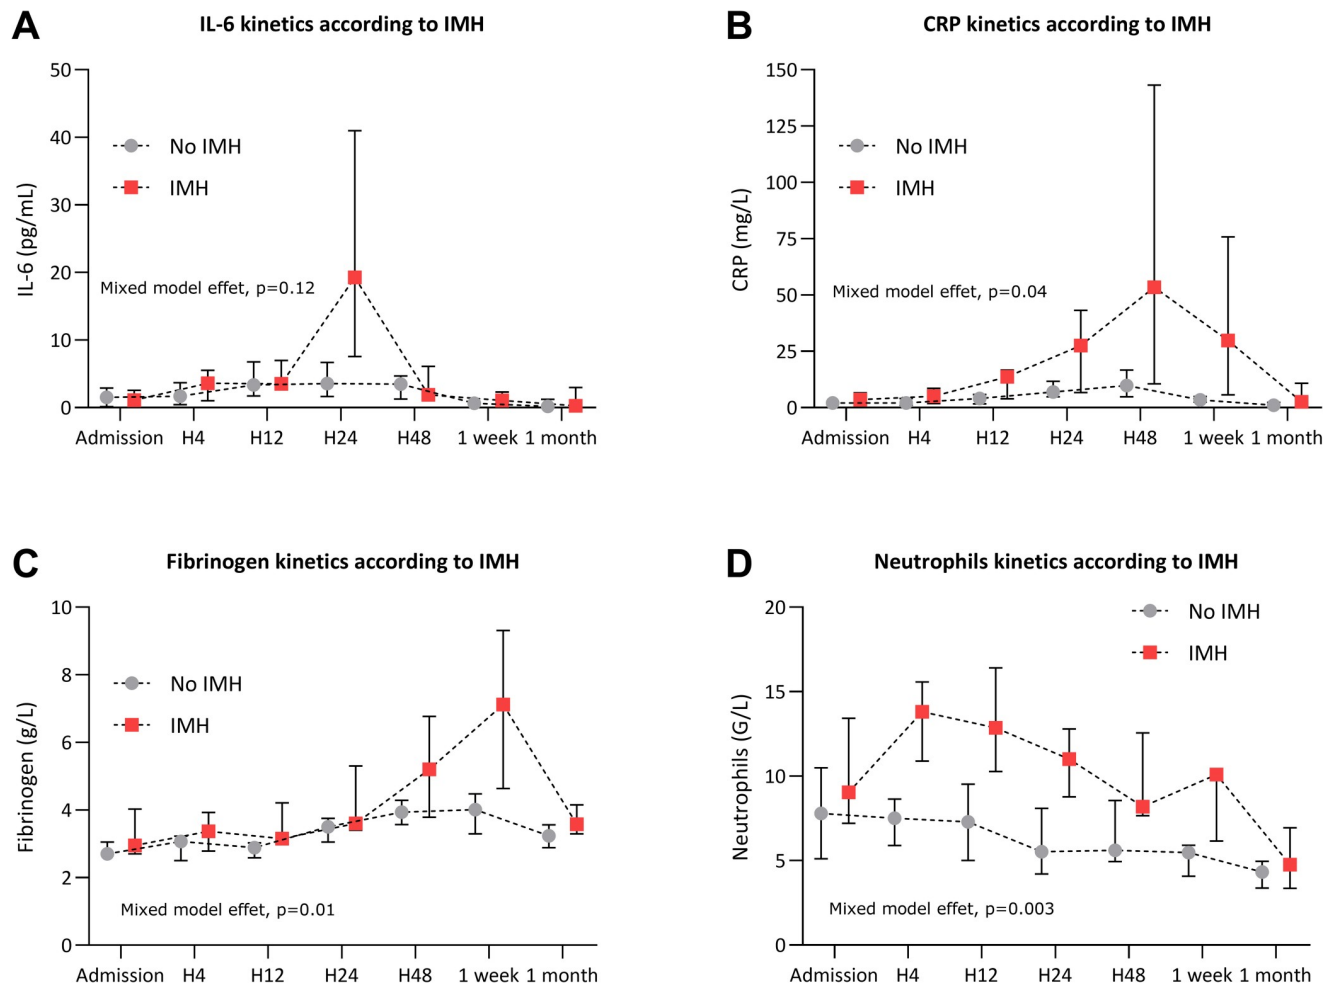 A
IL-6 kinetics according to IMH
50
40
30
20
10
0
IL-6 (pg/mL)
No IMH
IMH
Mixed model effet, p=0.12
Admission H4 H12 H24 H48 1 week 1 month
B
CRP kinetics according to IMH
150
125
100
75
50
25
0
CRP (mg/L)
No IMH
IMH
Mixed model effet, p=0.04
Admission H4 H12 H24 H48 1 week 1 month
C
Fibrinogen kinetics according to IMH
10
8
6
4
2
0
Fibrinogen (g/L)
No IMH
IMH
Mixed model effet, p=0.01
Admission H4 H12 H24 H48 1 week 1 month
D
Neutrophils kinetics according to IMH
20
15
10
5
0
Neutrophils (G/L)
No IMH
IMH
Mixed model effet, p=0.003
Admission H4 H12 H24 H48 1 week 1 month